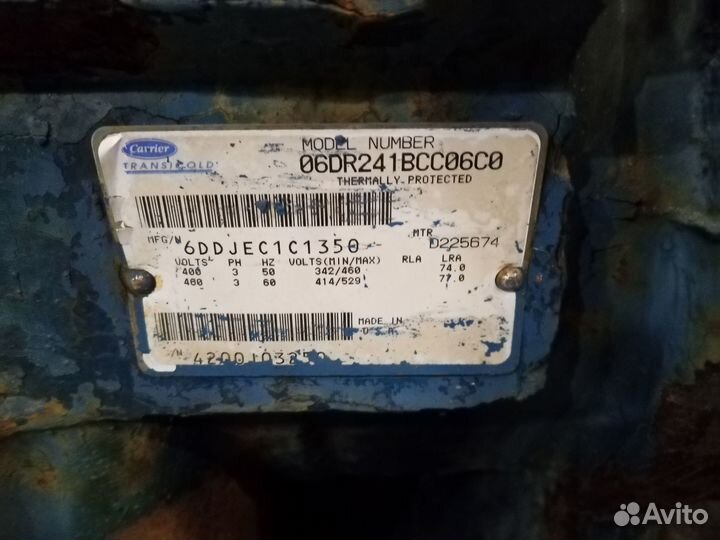 Carrier
TRANSICOLD
MODEL NUMBER
06DR241BCC06C0
THERMALLY PROTECTED
MFG/N 6DDJEC1C1350 MTR D225674
VOLTS PH HZ VOLTS(MIN/MAX) RLA LRA
400 3 50 342/460 74.0
460 3 60 414/529 77.0
MADE IN
U.S.A.
Avito